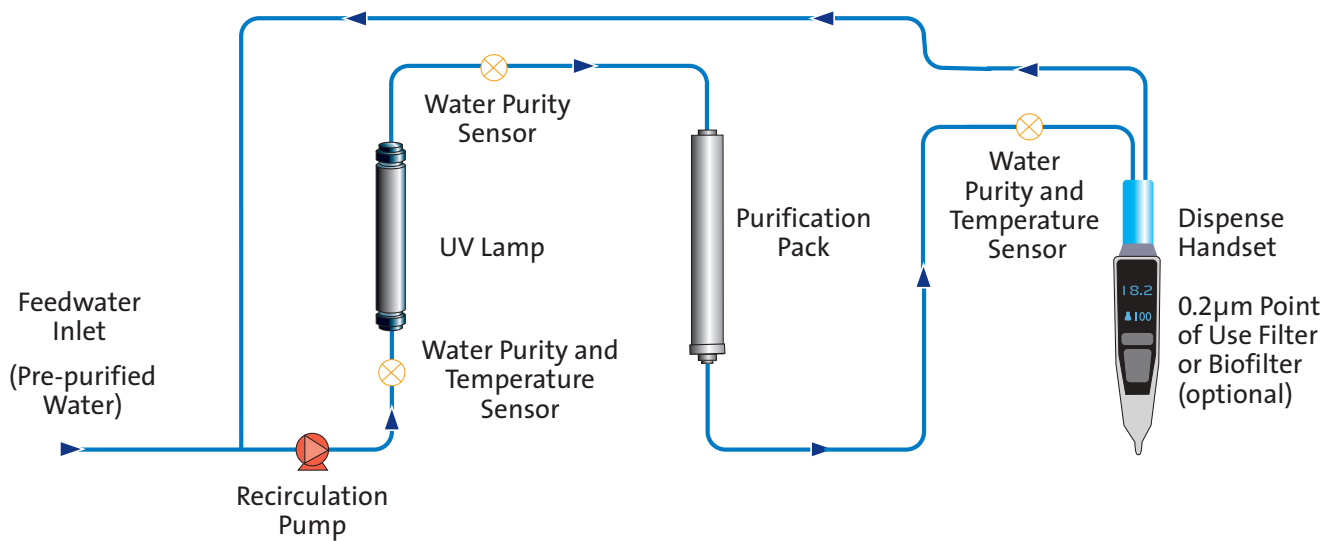 Water Purity
Sensor
UV Lamp
Purification
Pack
Water
Purity and
Temperature
Sensor
Dispense
Handset
18.2
100
0.2µm Point
of Use Filter
or Biofilter
(optional)
Feedwater
Inlet
(Pre-purified
Water)
Water Purity and
Temperature
Sensor
Recirculation
Pump